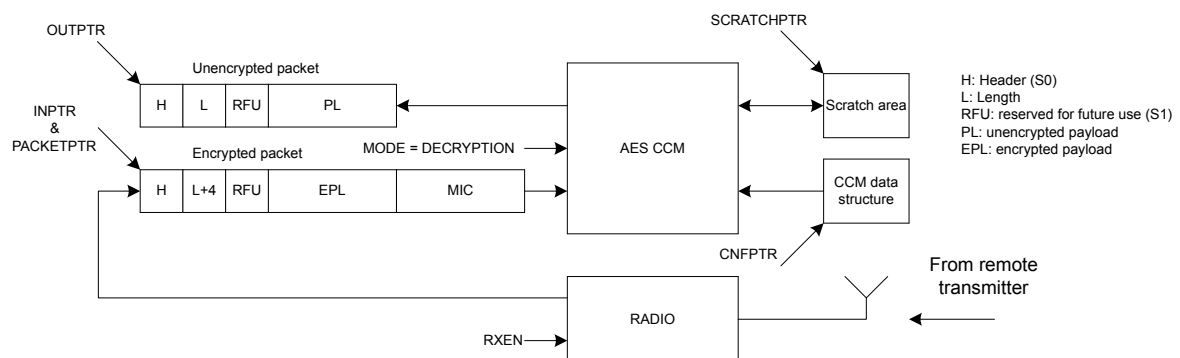 SCRATCHPTR
OUTPTR
Unencrypted packet
H L RFU PL
Scratch area
H: Header (S0)
L: Length
RFU: reserved for future use (S1)
PL: unencrypted payload
EPL: encrypted payload
INPTR
&
PACKETPTR
MODE = DECRYPTION
AES CCM
Encrypted packet
H L+4 RFU EPL MIC
CCM data
structure
CNFPTR
From remote
transmitter
RADIO
RXEN